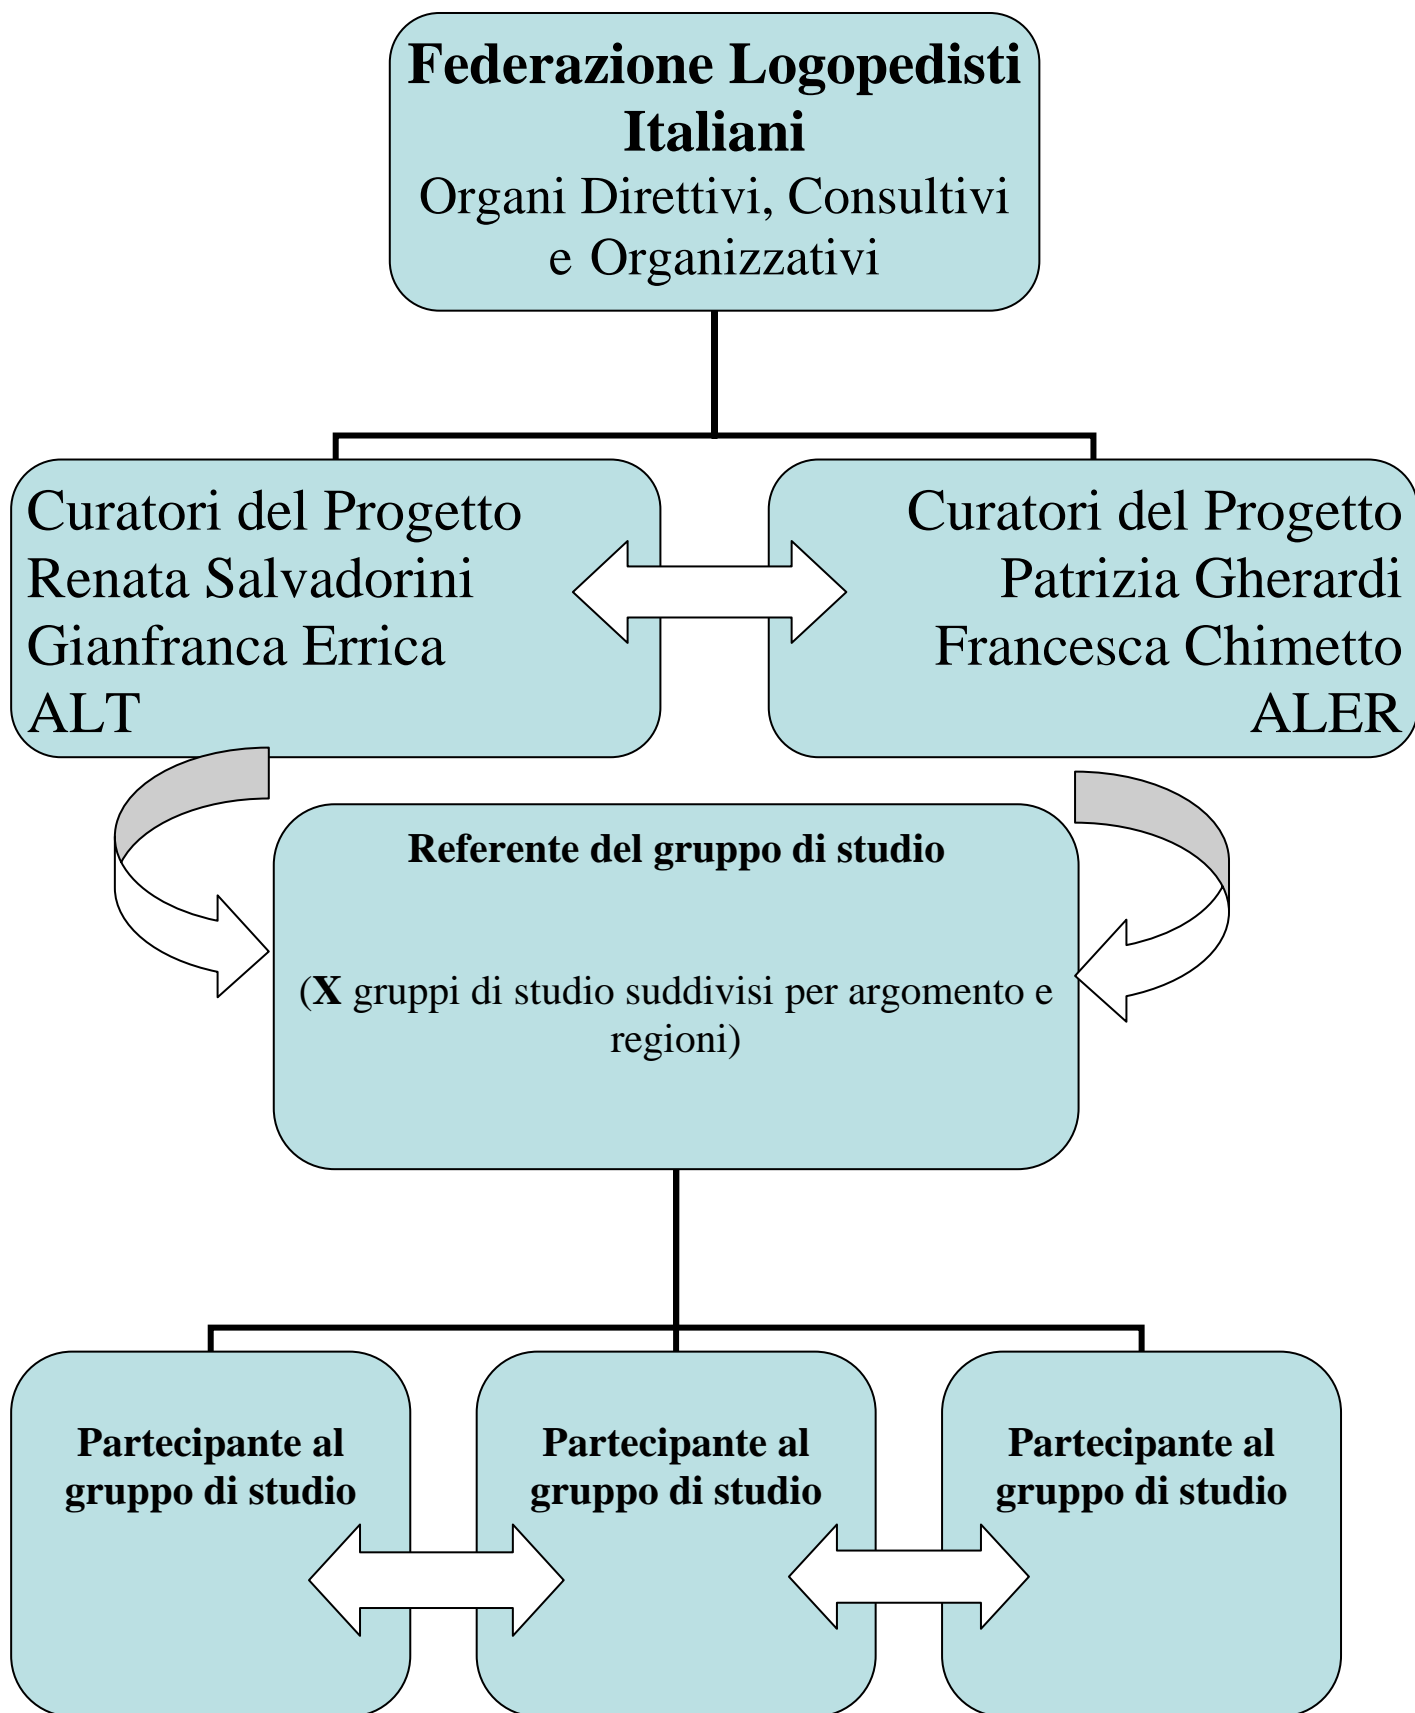 Federazione Logopedisti
Italiani
Organi Direttivi, Consultivi
e Organizzativi
Curatori del Progetto
Renata Salvadorini
Gianfranca Errica
ALT
Curatori del Progetto
Patrizia Gherardi
Francesca Chimetto
ALER
Referente del gruppo di studio
(X gruppi di studio suddivisi per argomento e
regioni)
Partecipante al
gruppo di studio
Partecipante al
gruppo di studio
Partecipante al
gruppo di studio